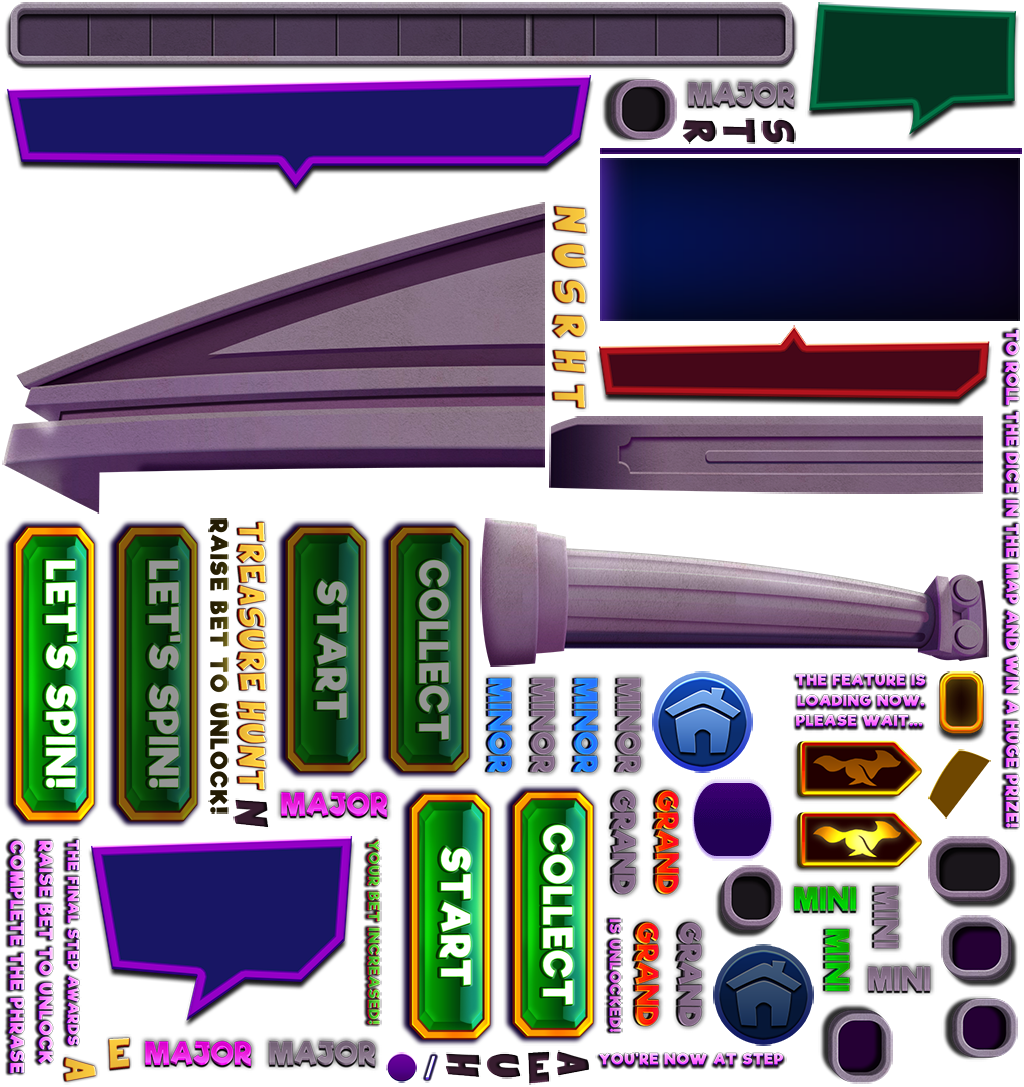 MAJOR
S
T
R
N
U
S
R
H
T
TO ROLL THE DICE IN THE MAP AND WIN A HUGE PRIZE!
LET'S SPIN!
LET'S SPIN!
TREASURE HUNT
RAISE BET TO UNLOCK!
START
COLLECT
N
MAJOR
MINOR
MINOR
MINOR
MINOR
THE FEATURE IS
LOADING NOW.
PLEASE WAIT...
START
COLLECT
GRAND
GRAND
MINI
MINI
MINI
MINI
THE FINAL STEP AWARDS
RAISE BET TO UNLOCK
COMPLETE THE PHRASE
YOUR BET INCREASED!
IS UNLOCKED!
GRAND
GRAND
A
E
MAJOR
MAJOR
/
H
C
U
E
A
YOU'RE NOW AT STEP